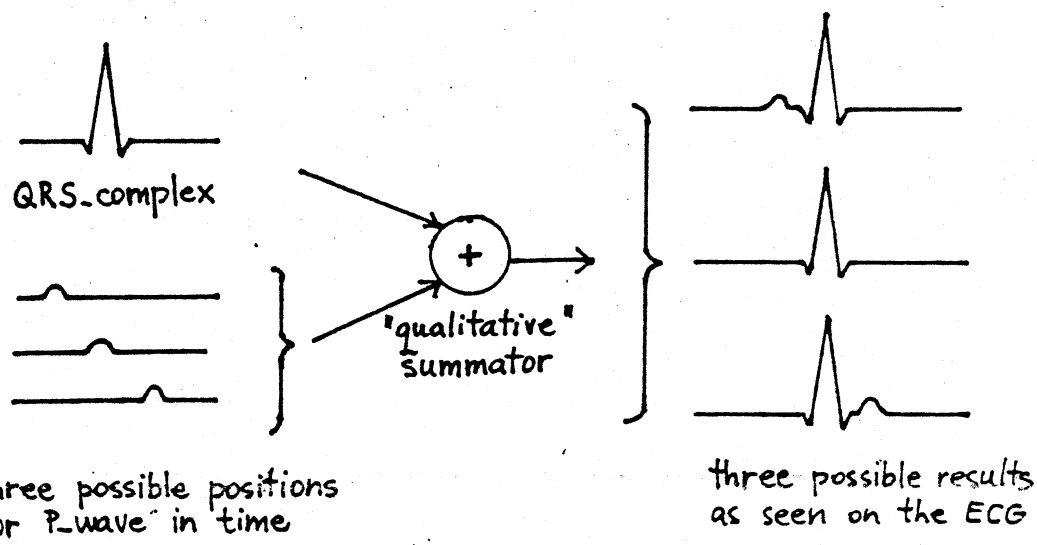 QRS_complex
+
"qualitative"
summator
hree possible positions
or P_wave in time
three possible results
as seen on the ECG